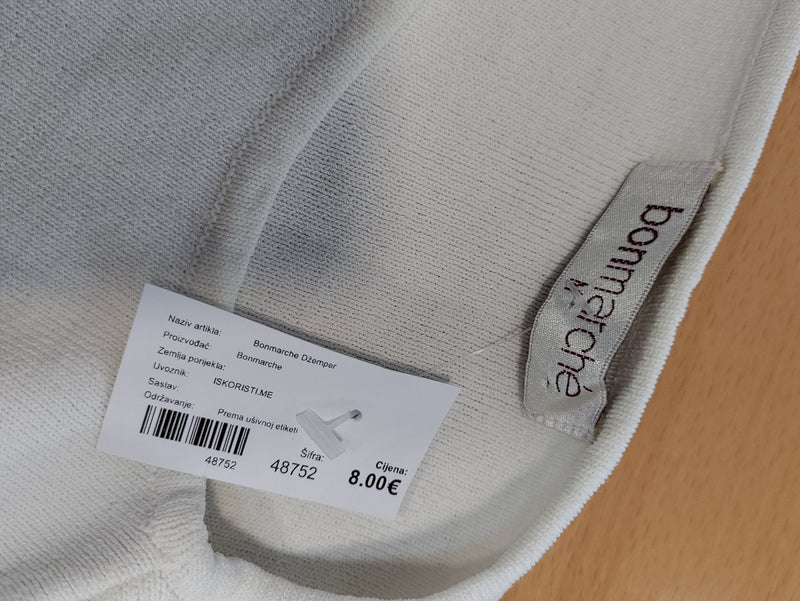 Naziv artikla: Bonmarche Džemper
Proizvođač: Bonmarche
Zemlja porijekla:
Uvoznik: ISKORISTI.ME
Sastav:
Održavanje: Prema ušivnoj etiketi
48752
Šifra:
48752
Cijena:
8.00€
bonmarché